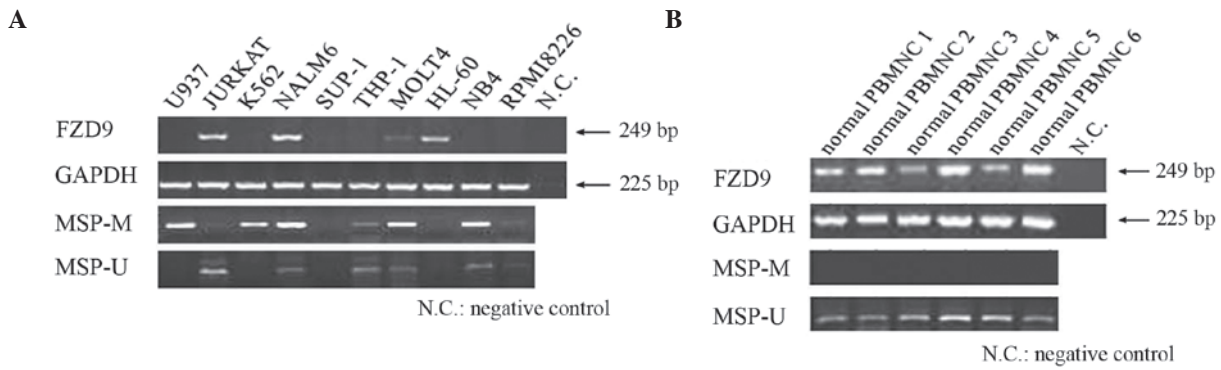 A
U937
JURKAT
K562
NALM6
SUP-1
THP-1
MOLT4
HL-60
NB4
RPMI8226
N.C.
FZD9
249 bp
GAPDH
225 bp
MSP-M
MSP-U
N.C.: negative control
B
normal PBMNC 1
normal PBMNC 2
normal PBMNC 3
normal PBMNC 4
normal PBMNC 5
normal PBMNC 6
N.C.
FZD9
249 bp
GAPDH
225 bp
MSP-M
MSP-U
N.C.: negative control